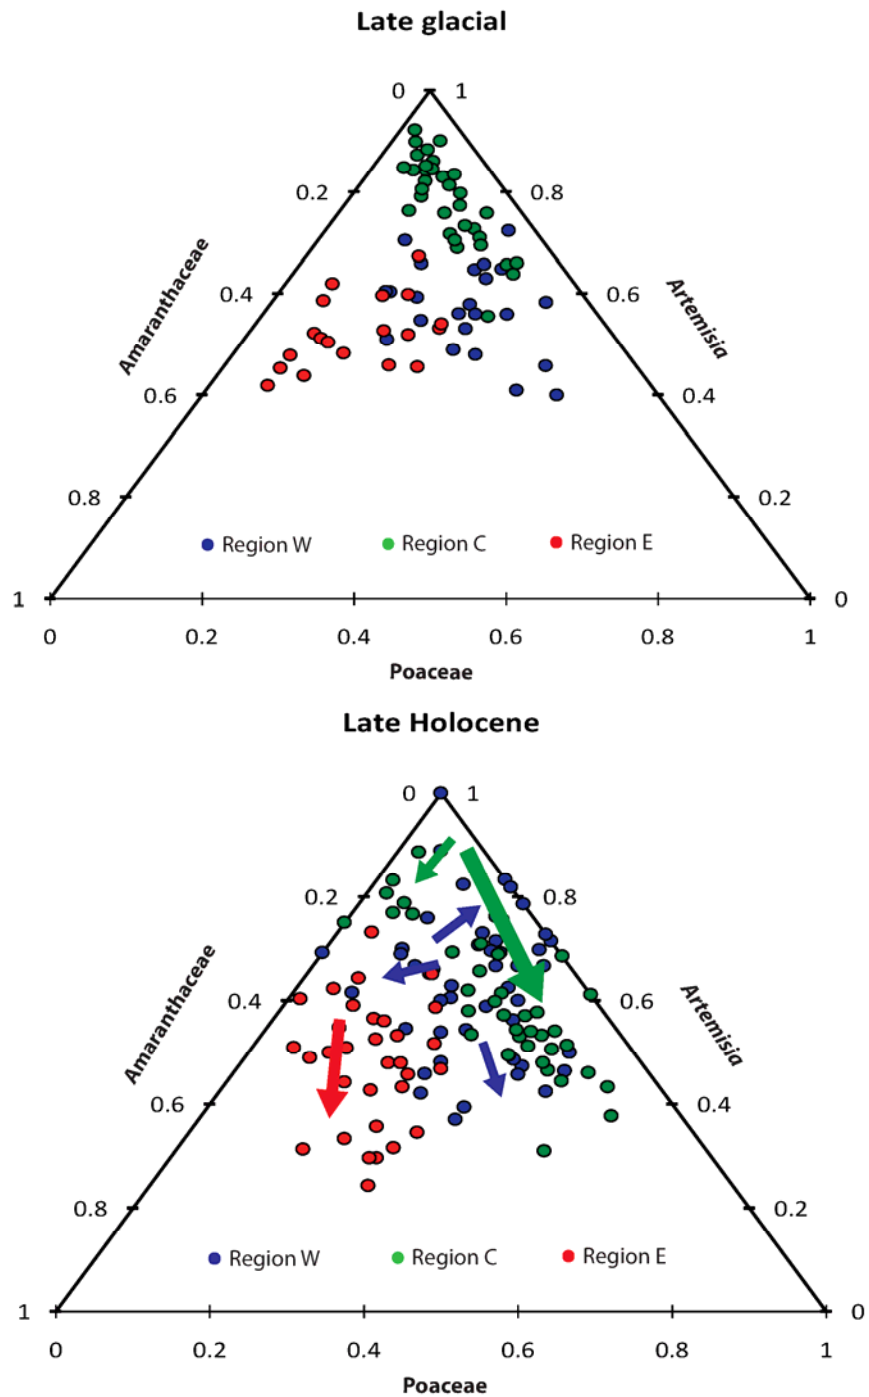 Late glacial
0 1
0.2 0.8
Amaranthaceae
0.4 0.6
Artemisia
0.6 0.4
0.8 0.2
Region W Region C Region E
1 0
0 0.2 0.4 0.6 0.8 1
Poaceae
Late Holocene
0 1
0.2 0.8
Amaranthaceae
0.4 0.6
Artemisia
0.6 0.4
0.8 0.2
Region W Region C Region E
1 0
0 0.2 0.4 0.6 0.8 1
Poaceae